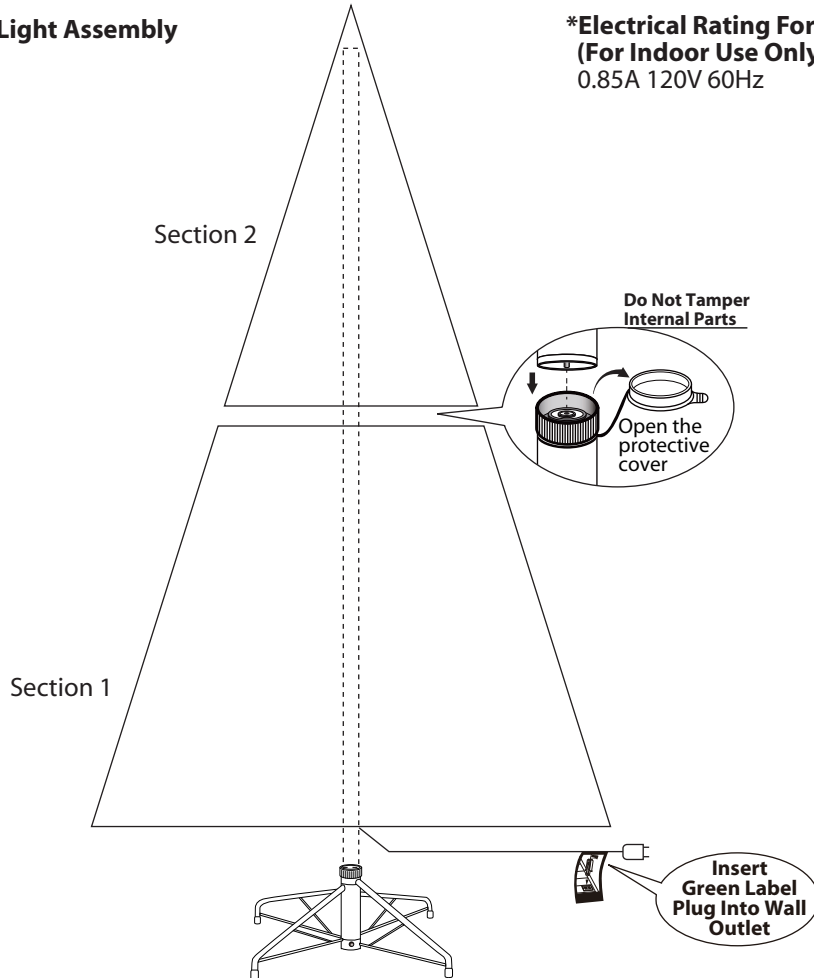 Light Assembly
*Electrical Rating For
(For Indoor Use Only
0.85A 120V 60Hz
Section 2
Do Not Tamper
Internal Parts
Open the
protective
cover
Section 1
Insert
Green Label
Plug Into Wall
Outlet